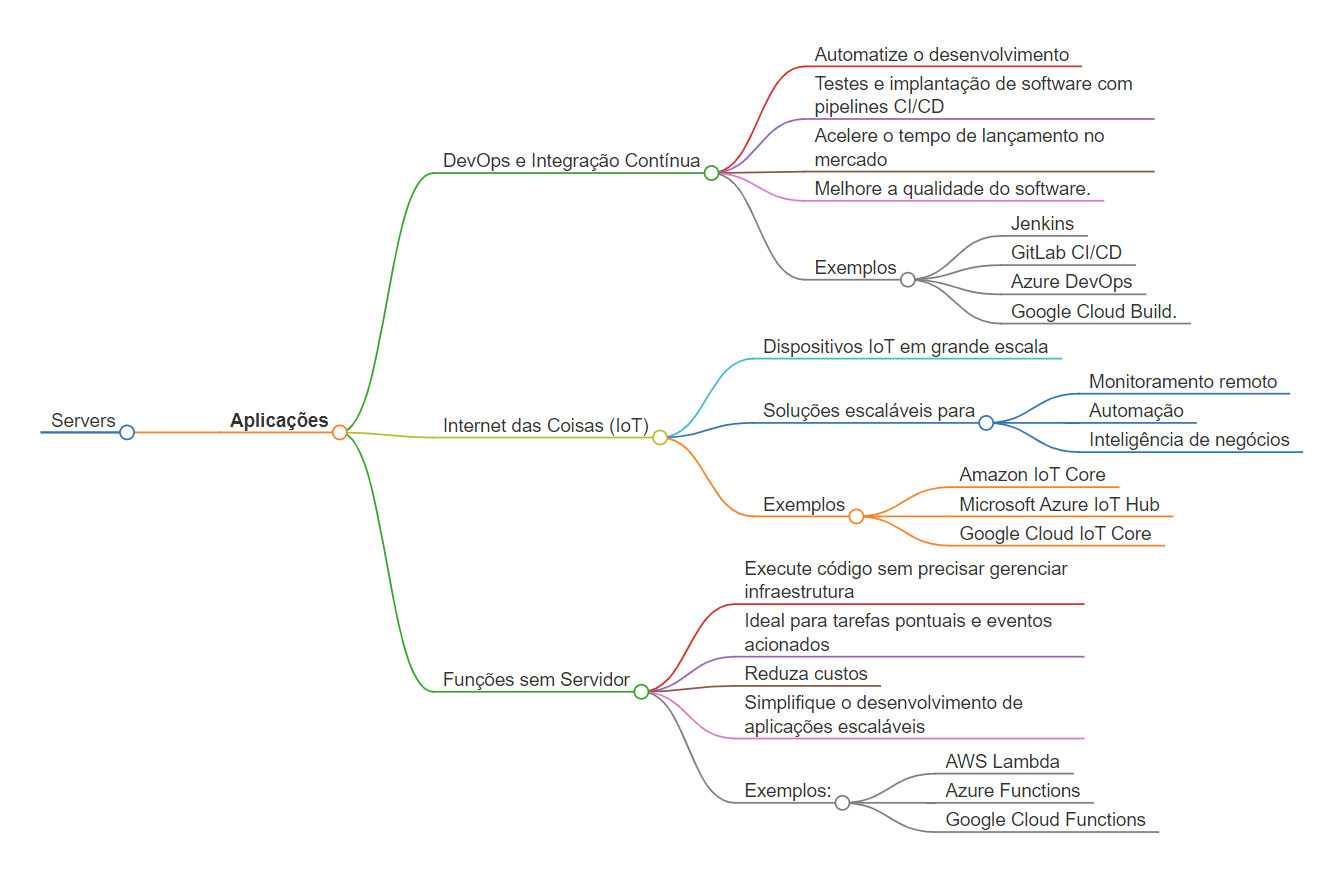 Servers
Aplicações
DevOps e Integração Contínua
Automatize o desenvolvimento
Testes e implantação de software com
pipelines CI/CD
Acelere o tempo de lançamento no
mercado
Melhore a qualidade do software.
Exemplos
Jenkins
GitLab CI/CD
Azure DevOps
Google Cloud Build.
Internet das Coisas (IoT)
Dispositivos IoT em grande escala
Soluções escaláveis para
Monitoramento remoto
Automação
Inteligência de negócios
Exemplos
Amazon IoT Core
Microsoft Azure IoT Hub
Google Cloud IoT Core
Funções sem Servidor
Execute código sem precisar gerenciar
infraestrutura
Ideal para tarefas pontuais e eventos
acionados
Reduza custos
Simplifique o desenvolvimento de
aplicações escaláveis
Exemplos:
AWS Lambda
Azure Functions
Google Cloud Functions